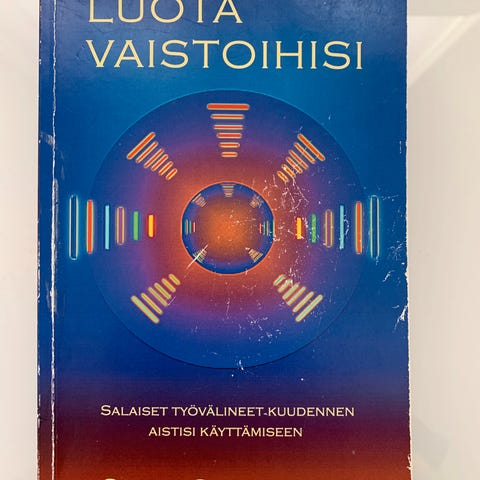 LUOTA
VAISTOIHISI
SALAISET TYÖVÄLINEET-KUUDENNEN
AISTISI KÄYTTÄMISEEN